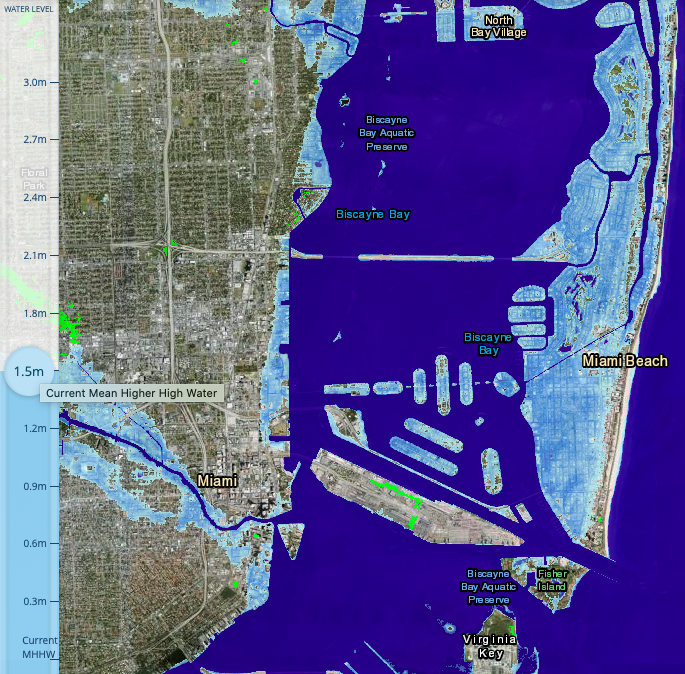 WATER LEVEL
North
Bay Village
3.0m
Biscayne
Bay Aquatic
Preserve
2.7m
Floral
Park
2.4m
Biscayne Bay
2.1m
1.8m
Biscayne
Bay
Miami Beach
1.5m
Current Mean Higher High Water
1.2m
Miami
0.9m
0.6m
Biscayne
Bay Aquatic
Preserve
Fisher
Island
0.3m
Virginia
Key
Current
MHHW